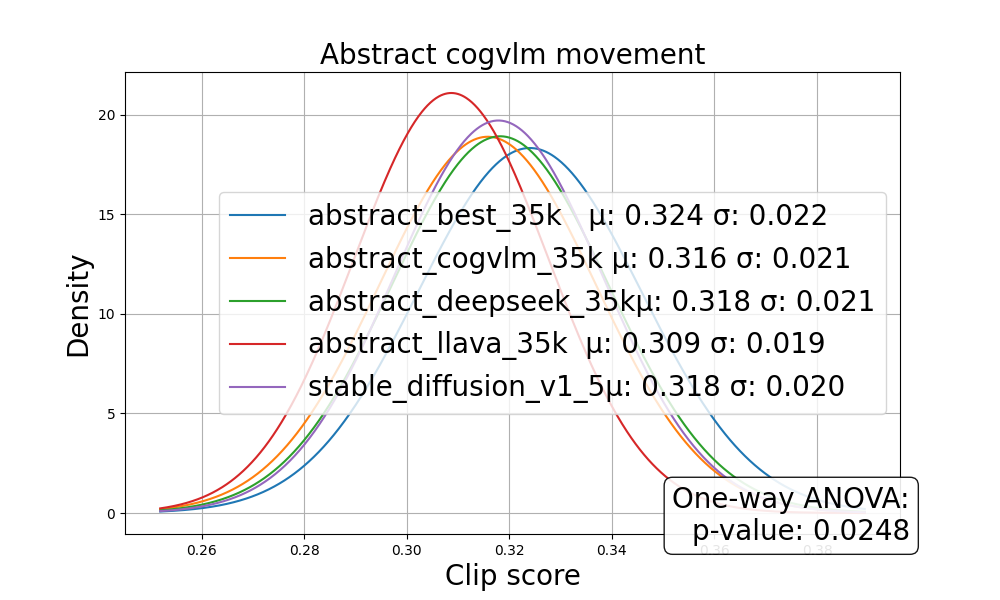 Abstract cogvlm movement
Density
20
15
10
5
0
abstract_best_35k μ: 0.324 σ: 0.022
abstract_cogvlm_35k μ: 0.316 σ: 0.021
abstract_deepseek_35kμ: 0.318 σ: 0.021
abstract_llava_35k μ: 0.309 σ: 0.019
stable_diffusion_v1_5μ: 0.318 σ: 0.020
One-way ANOVA:
p-value: 0.0248
0.26 0.28 0.30 0.32 0.34 0.36 0.38
Clip score